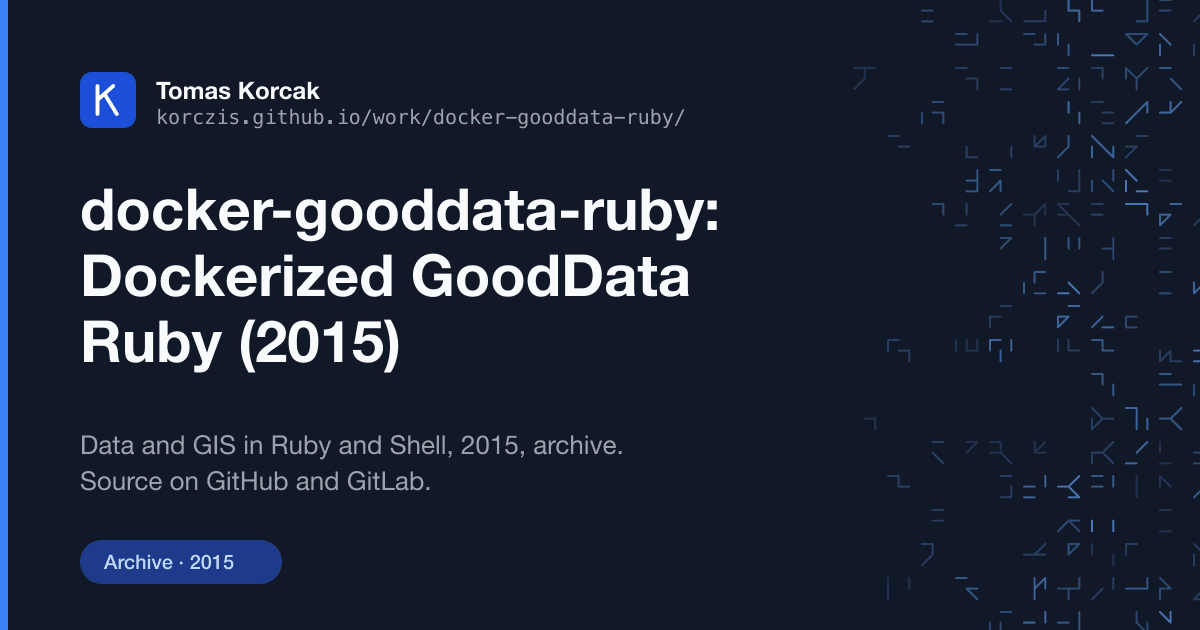 K
Tomas Korcak
korczis.github.io/work/docker-gooddata-ruby/
docker-gooddata-ruby:
Dockerized GoodData
Ruby (2015)
Data and GIS in Ruby and Shell, 2015, archive.
Source on GitHub and GitLab.
Archive · 2015